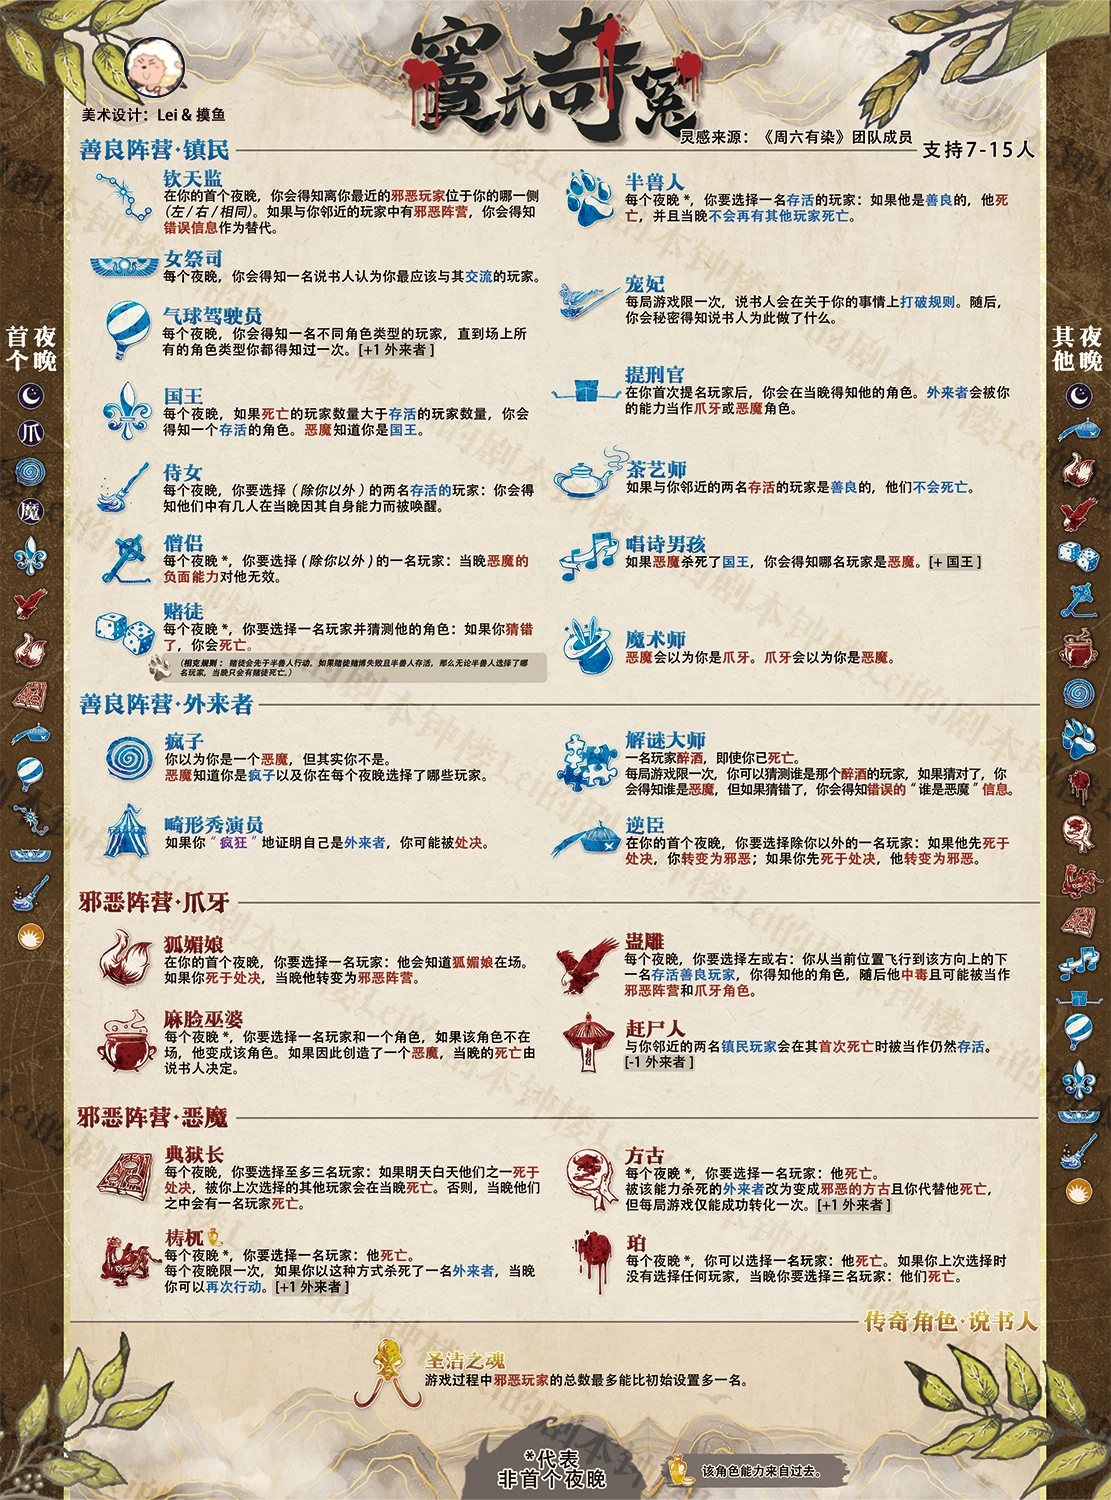 窦氏奇冤
美术设计：Lei & 摸鱼
灵感来源：《周六有染》团队成员
支持7-15人
善良阵营·镇民
钦天监
在你的首个夜晚，你会得知离你最近的邪恶玩家位于你的哪一侧
（左 / 右 / 相同）。如果与你邻近的玩家中有邪恶阵营，你会得知
错误信息作为替代。
女祭司
每个夜晚，你会得知一名说书人认为你最应该与其交流的玩家。
气球驾驶员
每个夜晚，你会得知一名不同角色类型的玩家，直到场上所
有的角色类型你都得知过一次。[+1 外来者 ]
国王
每个夜晚，如果死亡的玩家数量大于存活的玩家数量，你会
得知一个存活的角色。恶魔知道你是国王。
侍女
每个夜晚，你要选择（除你以外）的两名存活的玩家：你会得
知他们中有几人在当晚因其自身能力而被唤醒。
僧侣
每个夜晚 *，你要选择（除你以外）的一名玩家：当晚恶魔的
负面能力对他无效。
赌徒
每个夜晚 *，你要选择一名玩家并猜测他的角色：如果你猜错
了，你会死亡。
（相克规则： 赌徒会先于半兽人行动，如果赌徒赌博失败且半兽人存活，那么无论半兽人选择了哪
名玩家，当晚只会有赌徒死亡。）
半兽人
每个夜晚 *，你要选择一名存活的玩家：如果他是善良的，他死
亡，并且当晚不会再有其他玩家死亡。
宠妃
每局游戏限一次，说书人会在关于你的事情上打破规则。随后，
你会秘密得知说书人为此做了什么。
提刑官
在你首次提名玩家后，你会在当晚得知他的角色。外来者会被你
的能力当作爪牙或恶魔角色。
茶艺师
如果与你邻近的两名存活的玩家是善良的，他们不会死亡。
唱诗男孩
如果恶魔杀死了国王，你会得知哪名玩家是恶魔。[+ 国王 ]
魔术师
恶魔会以为你是爪牙。爪牙会以为你是恶魔。
善良阵营·外来者
疯子
你以为你是一个恶魔，但其实你不是。
恶魔知道你是疯子以及你在每个夜晚选择了哪些玩家。
畸形秀演员
如果你“疯狂”地证明自己是外来者，你可能被处决。
解谜大师
一名玩家醉酒，即使你已死亡。
每局游戏限一次，你可以猜测谁是那个醉酒的玩家，如果猜对了，你
会得知谁是恶魔，但如果猜错了，你会得知错误的“谁是恶魔”信息。
逆臣
在你的首个夜晚，你要选择除你以外的一名玩家：如果他先死于
处决，你转变为邪恶；如果你先死于处决，他转变为邪恶。
邪恶阵营·爪牙
狐媚娘
在你的首个夜晚，你要选择一名玩家：他会知道狐媚娘在场。
如果你死于处决，当晚他转变为邪恶阵营。
麻脸巫婆
每个夜晚 *，你要选择一名玩家和一个角色，如果该角色不在
场，他变成该角色。如果因此创造了一个恶魔，当晚的死亡由
说书人决定。
蛊雕
每个夜晚，你要选择左或右：你从当前位置飞行到该方向上的下
一名存活善良玩家，你得知他的角色，随后他中毒且可能被当作
邪恶阵营和爪牙角色。
赶尸人
与你邻近的两名镇民玩家会在其首次死亡时被当作仍然存活。
[-1 外来者 ]
邪恶阵营·恶魔
典狱长
每个夜晚，你要选择至多三名玩家：如果明天白天他们之一死于
处决，被你上次选择的其他玩家会在当晚死亡。否则，当晚他们
之中会有一名玩家死亡。
梼杌
每个夜晚 *，你要选择一名玩家：他死亡。
每个夜晚限一次，如果你以这种方式杀死了一名外来者，当晚
你可以再次行动。[+1 外来者 ]
方古
每个夜晚 *，你要选择一名玩家：他死亡。
被该能力杀死的外来者改为变成邪恶的方古且你代替他死亡，
但每局游戏仅能成功转化一次。[+1 外来者 ]
珀
每个夜晚 *，你可以选择一名玩家：他死亡。如果你上次选择时
没有选择任何玩家，当晚你要选择三名玩家：他们死亡。
传奇角色·说书人
圣洁之魂
游戏过程中邪恶玩家的总数最多能比初始设置多一名。
*代表
非首个夜晚
该角色能力来自过去。
首个夜晚
爪
魔
其他夜晚